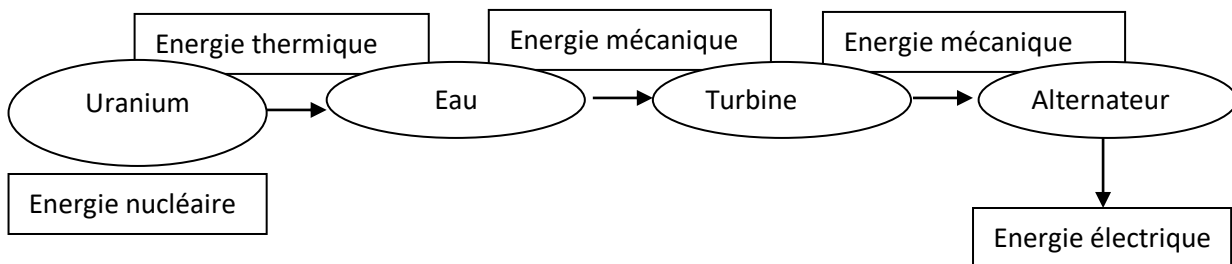 Energie thermique
Energie mécanique
Energie mécanique
Uranium
Eau
Turbine
Alternateur
Energie nucléaire
Energie électrique